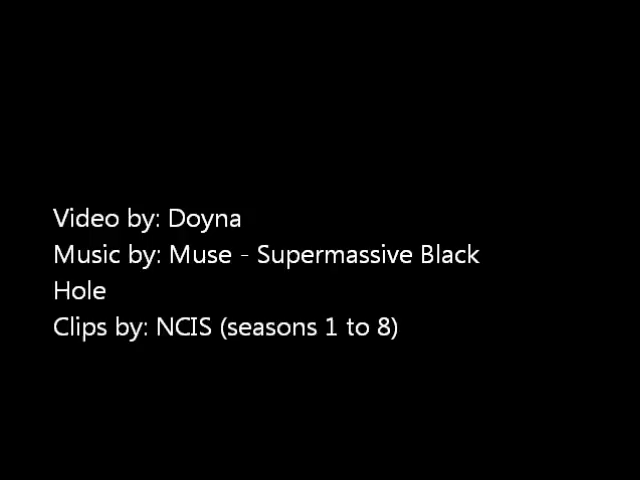 Video by: Doyna
Music by: Muse - Supermassive Black
Hole
Clips by: NCIS (seasons 1 to 8)